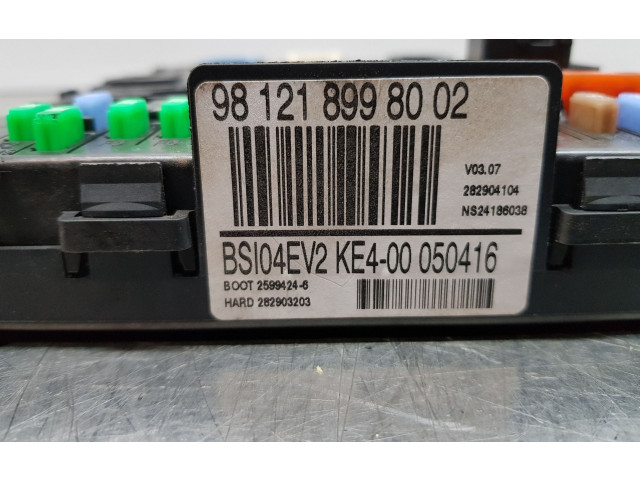 98 121 899 80 02
V03.07
282904104
NS24186038
BSI04EV2 KE4-00 050416
BOOT 2599424-6
HARD 282903203